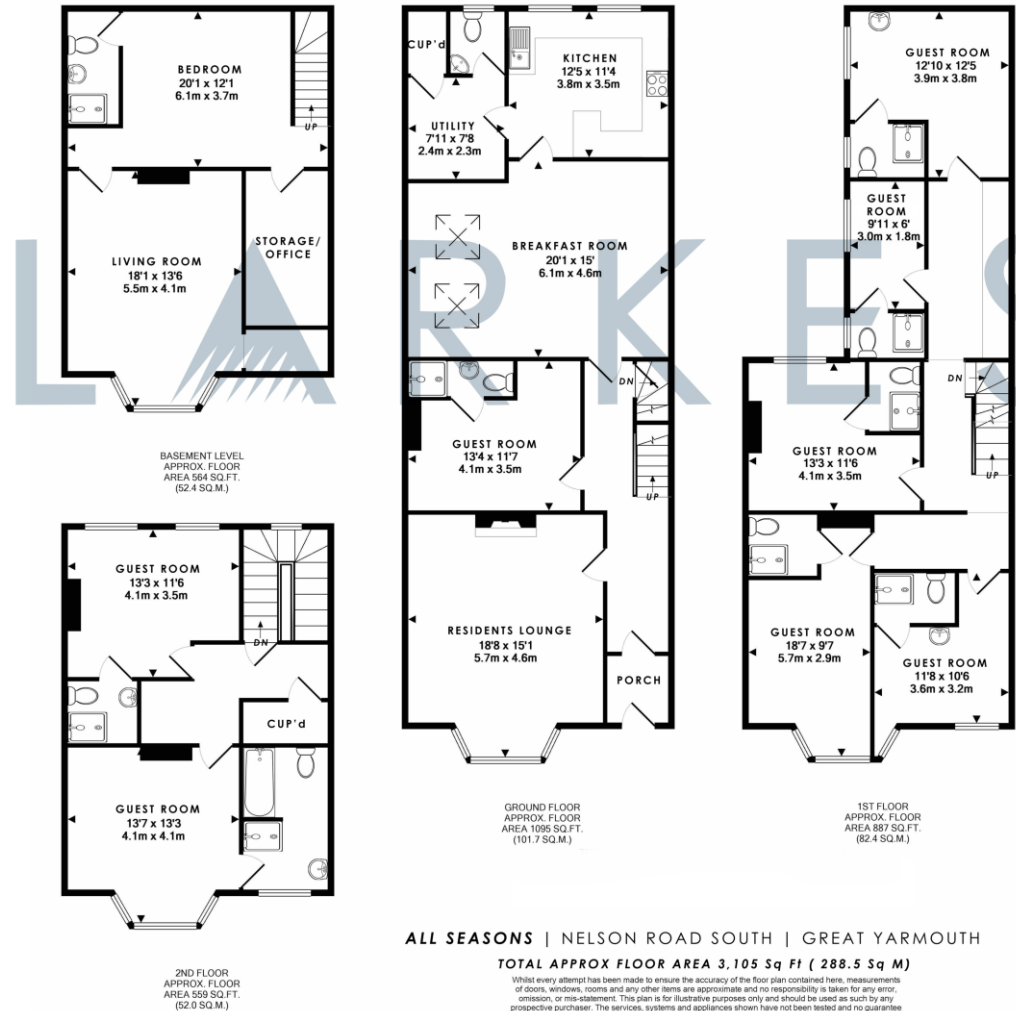 BEDROOM
20'1 x 12'1
6.1m x 3.7m
UP
LIVING ROOM
18'1 x 13'6
5.5m x 4.1m
STORAGE/
OFFICE
BASEMENT LEVEL
APPROX. FLOOR
AREA 564 SQ.FT.
(52.4 SQ.M.)
CUP'd
KITCHEN
12'5 x 11'4
3.8m x 3.5m
UTILITY
7'11 x 7'8
2.4m x 2.3m
BREAKFAST ROOM
20'1 x 15'
6.1m x 4.6m
DN
GUEST ROOM
13'4 x 11'7
4.1m x 3.5m
UP
RESIDENTS LOUNGE
18'8 x 15'1
5.7m x 4.6m
PORCH
GROUND FLOOR
APPROX. FLOOR
AREA 1095 SQ.FT.
(101.7 SQ.M.)
GUEST ROOM
12'10 x 12'5
3.9m x 3.8m
GUEST
ROOM
9'11 x 6'
3.0m x 1.8m
DN
GUEST ROOM
13'3 x 11'6
4.1m x 3.5m
UP
GUEST ROOM
18'7 x 9'7
5.7m x 2.9m
GUEST ROOM
11'8 x 10'6
3.6m x 3.2m
1ST FLOOR
APPROX. FLOOR
AREA 887 SQ.FT.
(82.4 SQ.M.)
GUEST ROOM
13'3 x 11'6
4.1m x 3.5m
DN
CUP'd
GUEST ROOM
13'7 x 13'3
4.1m x 4.1m
2ND FLOOR
APPROX. FLOOR
AREA 559 SQ.FT.
(52.0 SQ.M.)
LARKES
ALL SEASONS | NELSON ROAD SOUTH | GREAT YARMOUTH
TOTAL APPROX FLOOR AREA 3,105 Sq Ft ( 288.5 Sq M)
Whilst every attempt has been made to ensure the accuracy of the floor plan contained here, measurements
of doors, windows, rooms and any other items are approximate and no responsibility is taken for any error,
omission, or mis-statement. This plan is for illustrative purposes only and should be used as such by any
prospective purchaser. The services, systems and appliances shown have not been tested and no guarantee